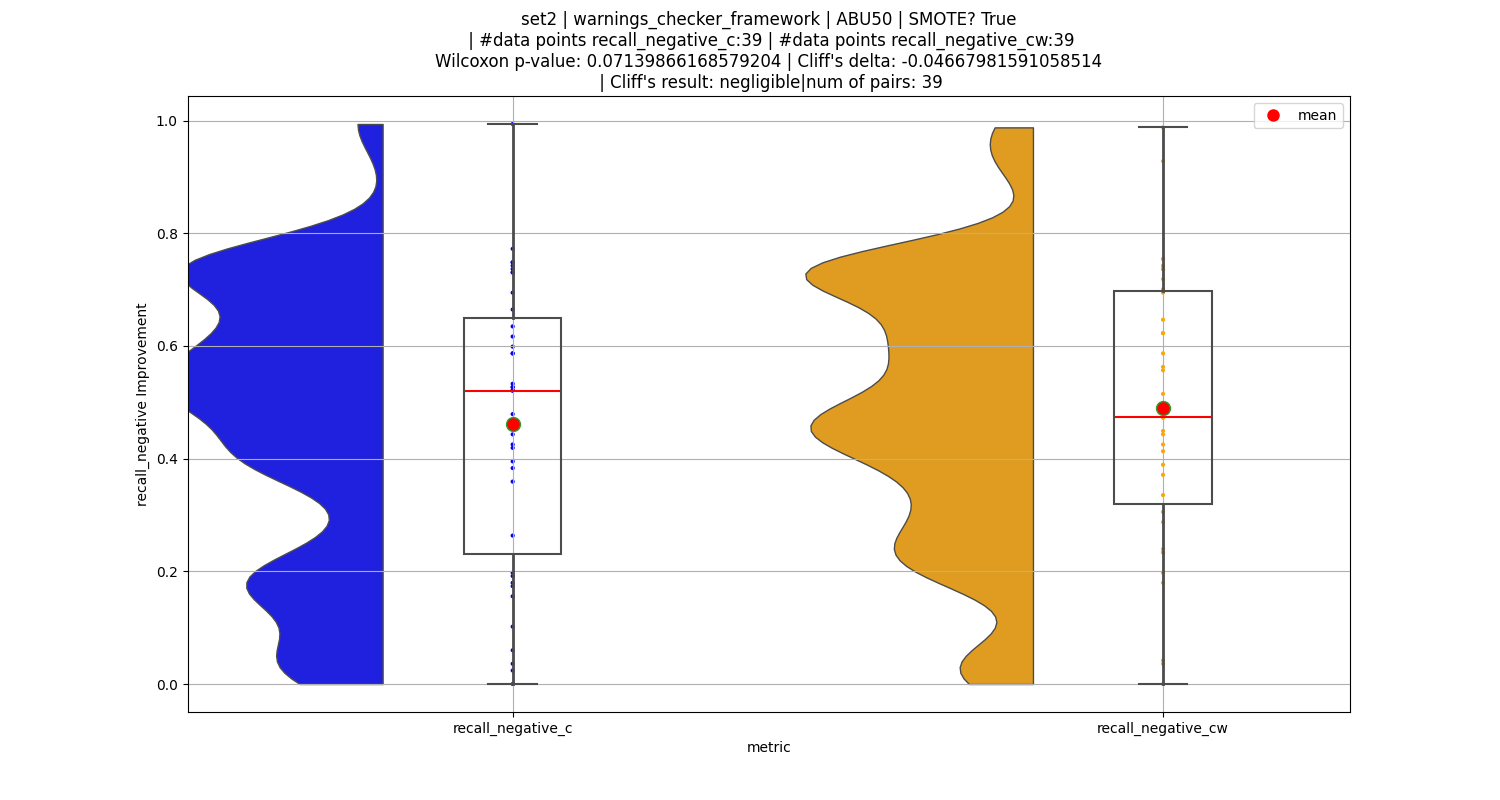 set2 | warnings_checker_framework | ABU50 | SMOTE? True
| #data points recall_negative_c:39 | #data points recall_negative_cw:39
Wilcoxon p-value: 0.07139866168579204 | Cliff's delta: -0.04667981591058514
| Cliff's result: negligible|num of pairs: 39
mean
1.0
0.8
0.6
0.4
0.2
0.0
recall_negative Improvement
recall_negative_c
recall_negative_cw
metric